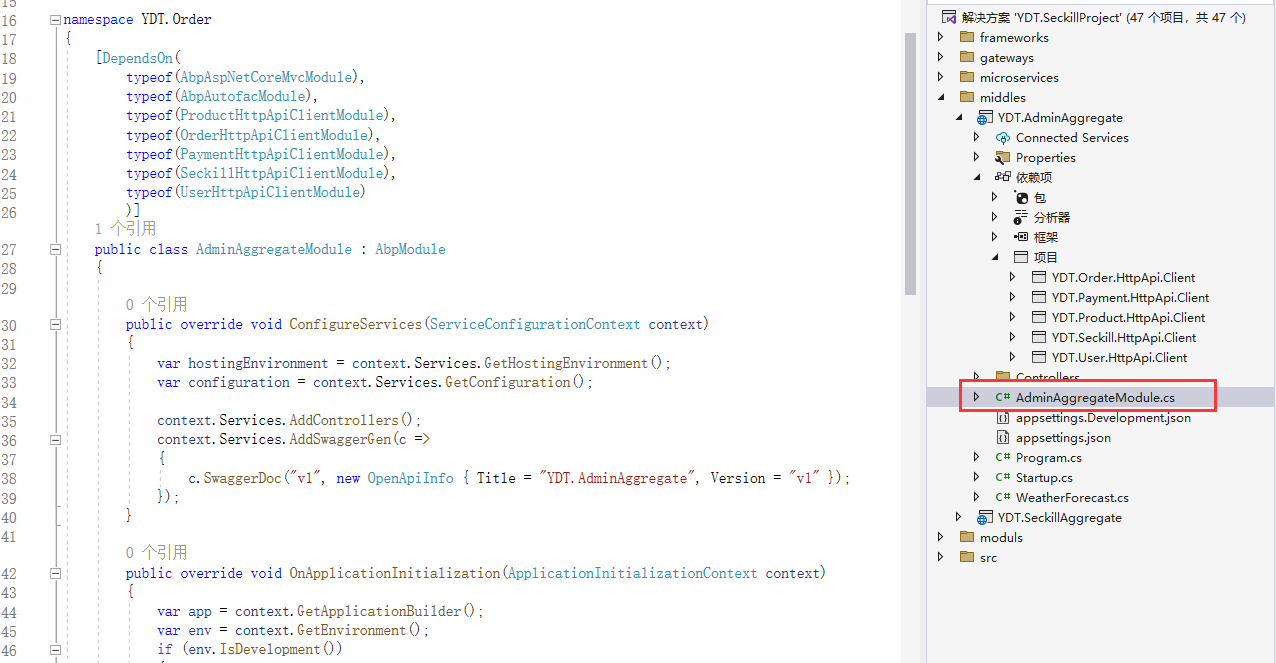 15
16 namespace YDT.Order
17 {
18 [DependsOn(
19 typeof(AbpAspNetCoreMvcModule),
20 typeof(AbpAutofacModule),
21 typeof(ProductHttpApiClientModule),
22 typeof(OrderHttpApiClientModule),
23 typeof(PaymentHttpApiClientModule),
24 typeof(SeckillHttpApiClientModule),
25 typeof(UserHttpApiClientModule)
26 )]
1 个引用
27 public class AdminAggregateModule : AbpModule
28 {
29
0 个引用
30 public override void ConfigureServices(ServiceConfigurationContext context)
31 {
32 var hostingEnvironment = context.Services.GetHostingEnvironment();
33 var configuration = context.Services.GetConfiguration();
34
35 context.Services.AddControllers();
36 context.Services.AddSwaggerGen(c =>
37 {
38 c.SwaggerDoc("v1", new OpenApiInfo { Title = "YDT.AdminAggregate", Version = "v1" });
39 });
40 }
41
0 个引用
42 public override void OnApplicationInitialization(ApplicationInitializationContext context)
43 {
44 var app = context.GetApplicationBuilder();
45 var env = context.GetEnvironment();
46 if (env.IsDevelopment())
解决方案 'YDT.SeckillProject' (47 个项目，共 47 个)
frameworks
gateways
microservices
middles
YDT.AdminAggregate
Connected Services
Properties
依赖项
包
分析器
框架
项目
YDT.Order.HttpApi.Client
YDT.Payment.HttpApi.Client
YDT.Product.HttpApi.Client
YDT.Seckill.HttpApi.Client
YDT.User.HttpApi.Client
Controllers
C# AdminAggregateModule.cs
appsettings.Development.json
appsettings.json
C# Program.cs
C# Startup.cs
C# WeatherForecast.cs
YDT.SeckillAggregate
moduls
src